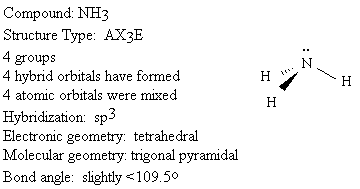 Compound: NH3
Structure Type:  AX3E
4 groups
4 hybrid orbitals have formed
4 atomic orbitals were mixed
Hybridization:  sp3
Electronic geometry:  tetrahedral
Molecular geometry: trigonal pyramidal
Bond angle:  slightly <109.5º
N
H
H
H